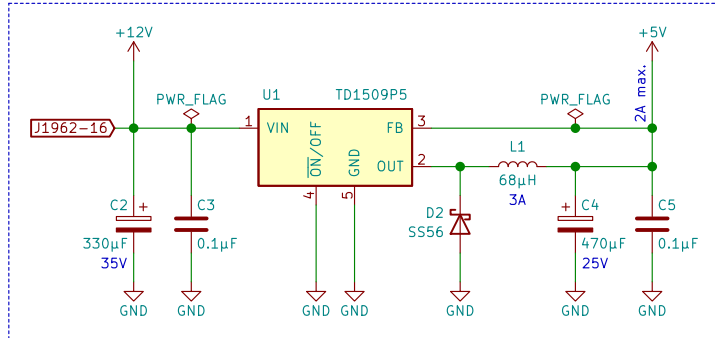 +12V
+5V
2A max.
U1
TD1509P5
PWR_FLAG
PWR_FLAG
J1962-16
1
VIN
FB
3
ON/OFF
GND
OUT
2
4
5
L1
68µH
3A
C2
+
330µF
35V
C3
0.1µF
D2
SS56
C4
+
470µF
25V
C5
0.1µF
GND
GND
GND
GND
GND
GND
GND